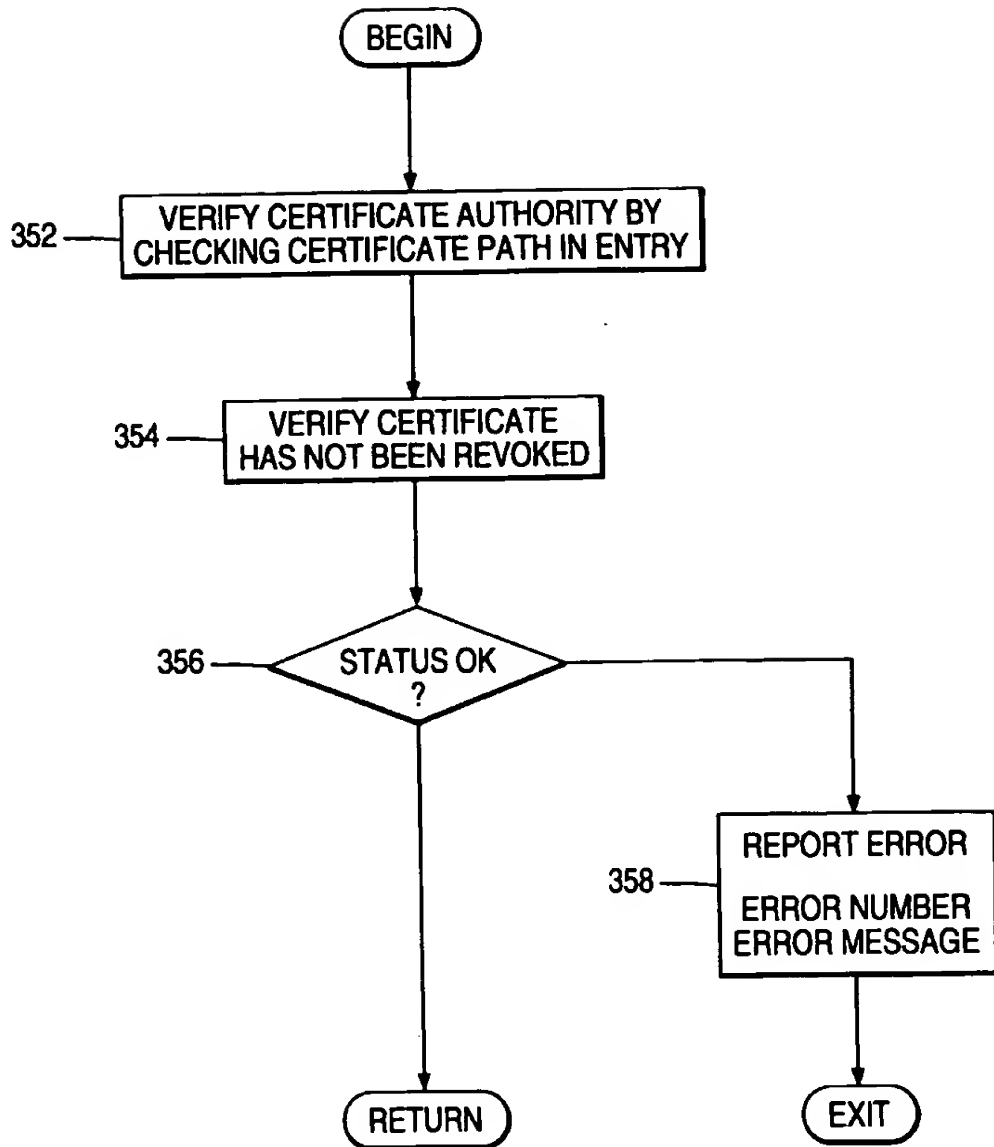 BEGIN
352
VERIFY CERTIFICATE AUTHORITY BY
CHECKING CERTIFICATE PATH IN ENTRY
354
VERIFY CERTIFICATE
HAS NOT BEEN REVOKED
356
STATUS OK
?
358
REPORT ERROR
ERROR NUMBER
ERROR MESSAGE
RETURN
EXIT